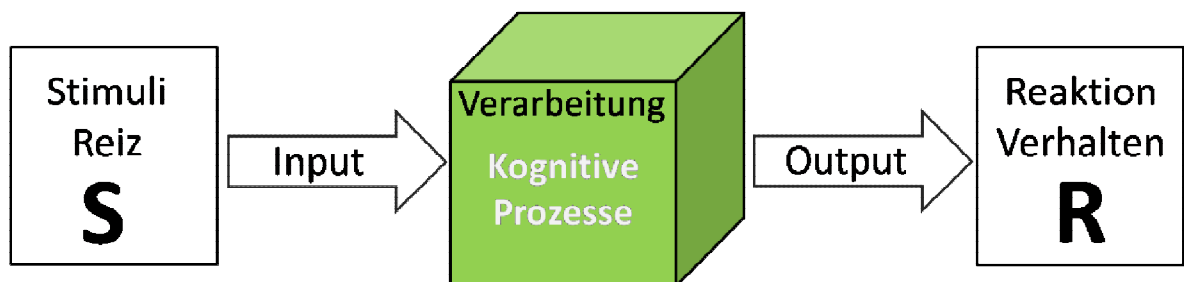 Stimuli
Reiz
S
Input
Verarbeitung
Kognitive
Prozesse
Output
Reaktion
Verhalten
R